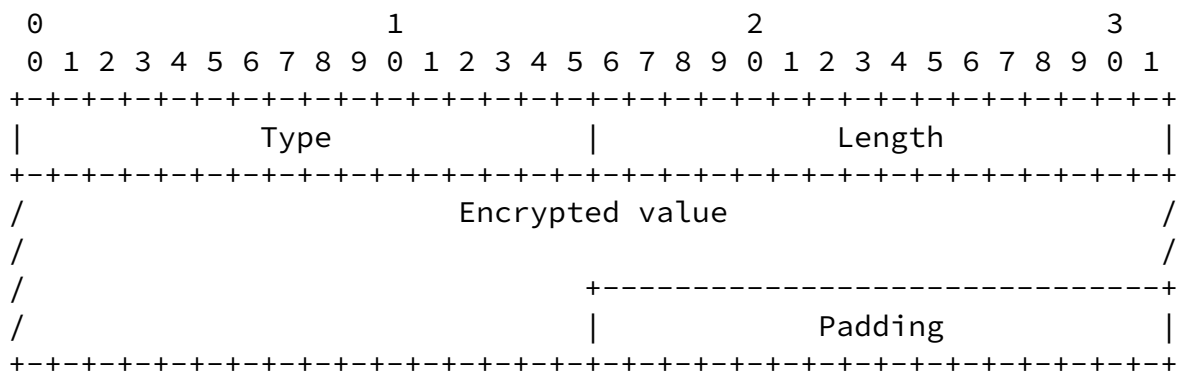 0                   1                   2                   3
0 1 2 3 4 5 6 7 8 9 0 1 2 3 4 5 6 7 8 9 0 1 2 3 4 5 6 7 8 9 0 1
+-+-+-+-+-+-+-+-+-+-+-+-+-+-+-+-+-+-+-+-+-+-+-+-+-+-+-+-+-+-+-+-+
|             Type              |             Length            |
+-+-+-+-+-+-+-+-+-+-+-+-+-+-+-+-+-+-+-+-+-+-+-+-+-+-+-+-+-+-+-+-+
/                        Encrypted value                        /
/                                                               /
/                               +-------------------------------+
/                               |            Padding            |
+-+-+-+-+-+-+-+-+-+-+-+-+-+-+-+-+-+-+-+-+-+-+-+-+-+-+-+-+-+-+-+-+